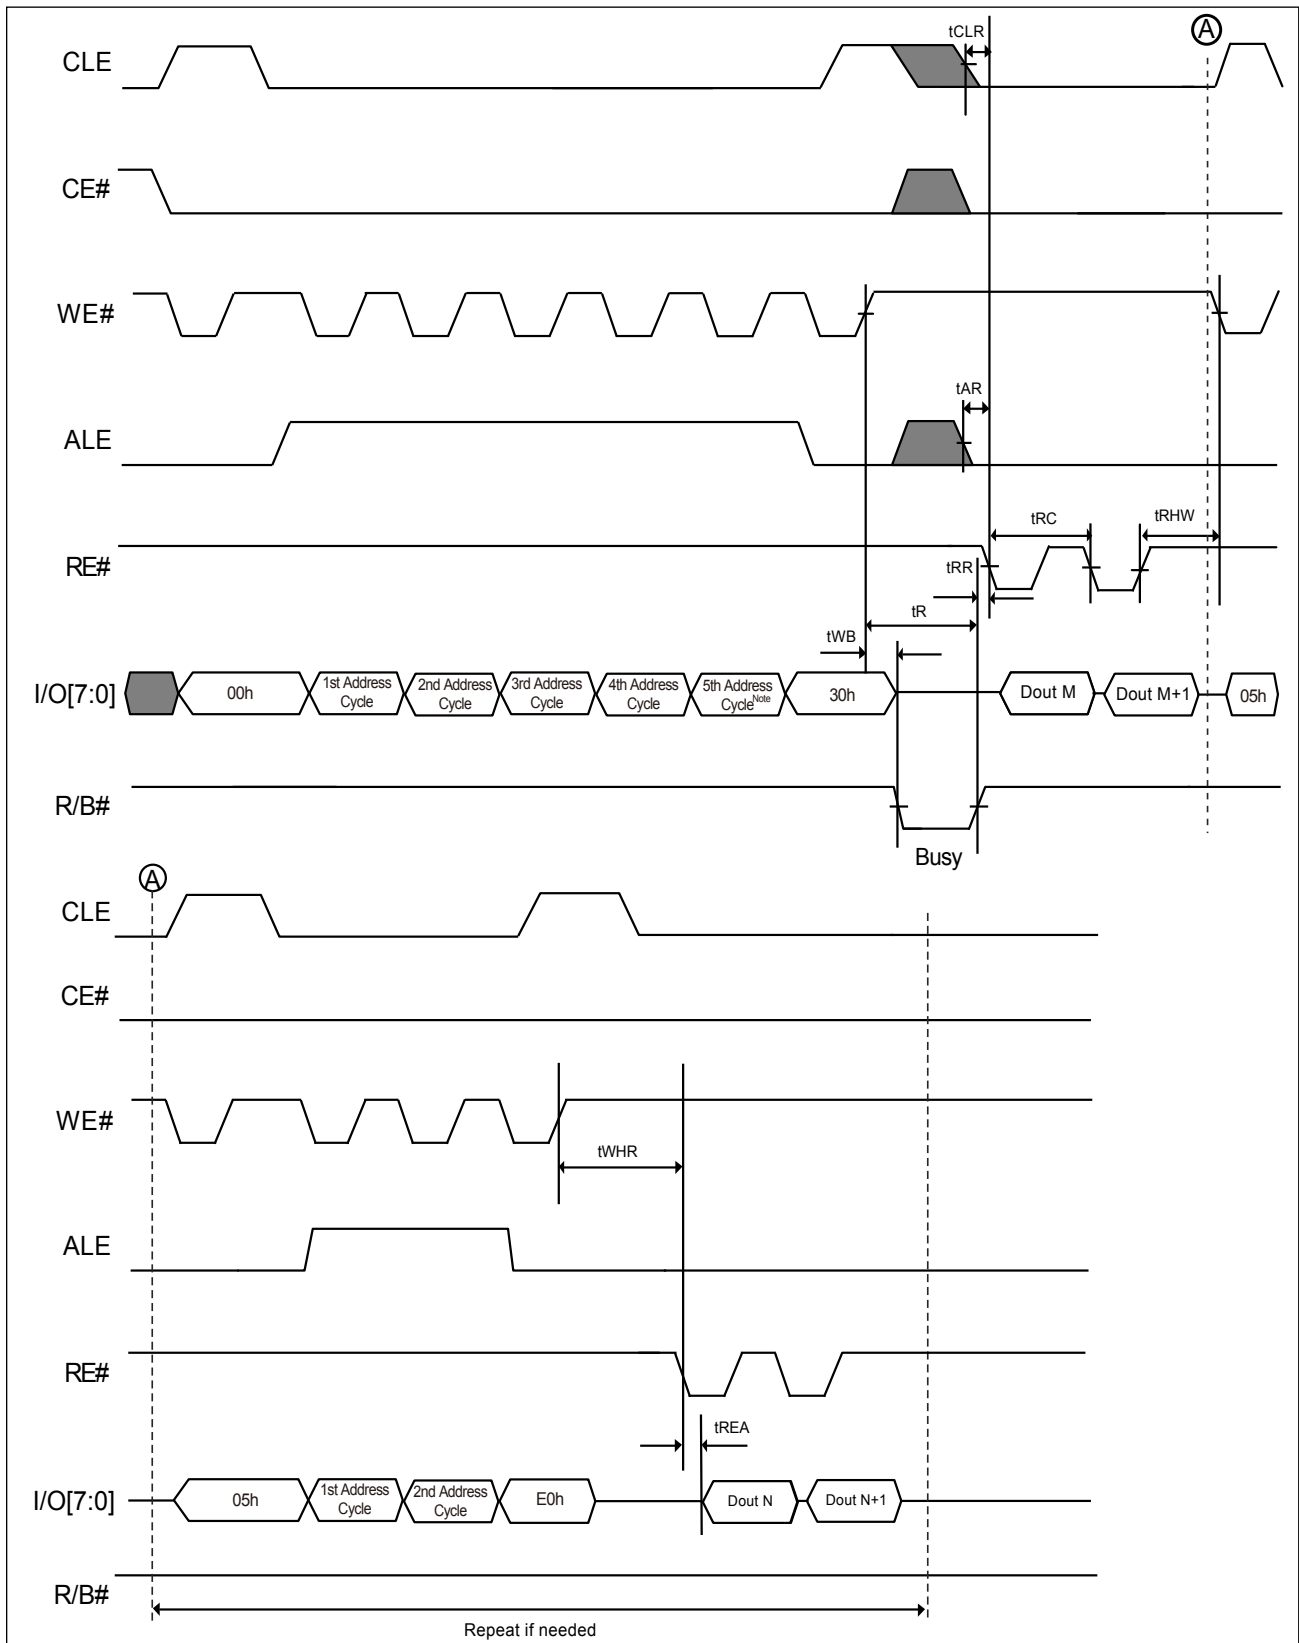 tCLR
A
CLE
CE#
WE#
tAR
ALE
tRC
tRHW
RE#
tRR
tR
tWB
I/O[7:0]
00h
1st Address
Cycle
2nd Address
Cycle
3rd Address
Cycle
4th Address
Cycle
5th Address
Cycle Note
30h
Dout M
Dout M+1
05h
R/B#
Busy
A
CLE
CE#
WE#
tWHR
ALE
RE#
tREA
I/O[7:0]
05h
1st Address
Cycle
2nd Address
Cycle
E0h
Dout N
Dout N+1
R/B#
Repeat if needed